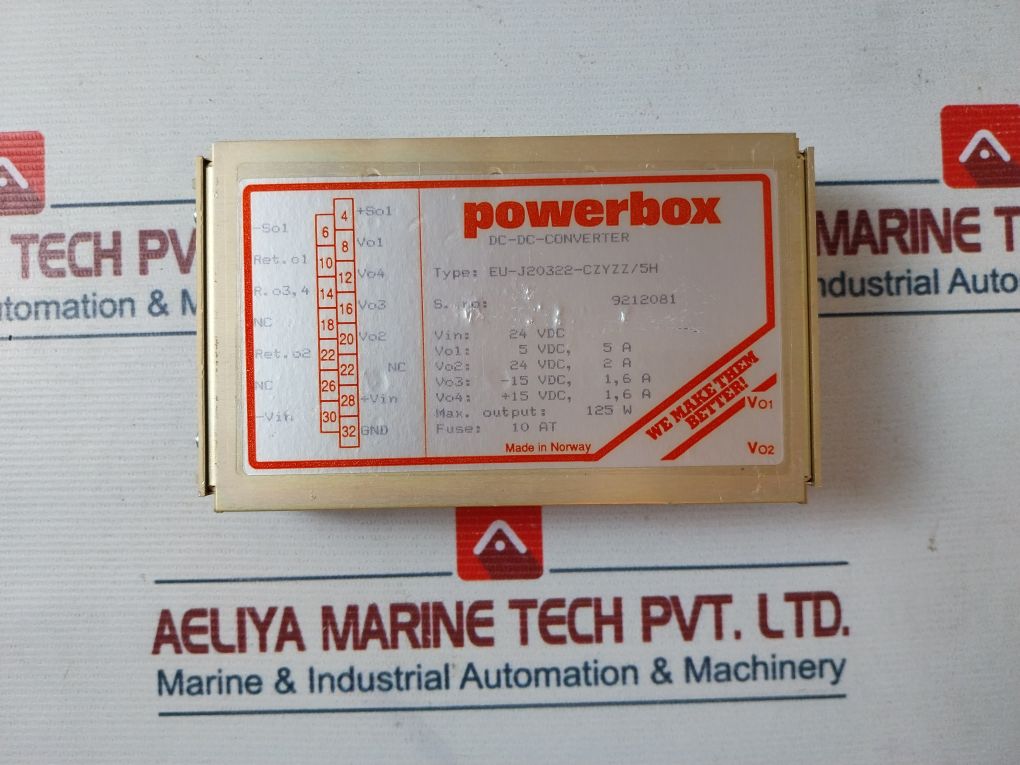 TECH PV
utomation & M
MARINE T
ndustrial Auto
powerbox
DC-DC-CONVERTER
Type: EU-J20322-CZYZZ/5H
S. no: 9212081
Vin: 24 VDC
Vo1: 5 VDC, 5 A
Vo2: 24 VDC, 2 A
Vo3: -15 VDC, 1,6 A
Vo4: +15 VDC, 1,6 A
Max. output: 125 W
Fuse: 10 AT
Made in Norway
WE MAKE THEM
BETTER!
Vo1
Vo2
4 +So1
-So1 6
8 Vo1
Ret.o1 10
12 Vo4
R.o3,4 14
16 Vo3
NC 18
20 Vo2
Ret.o2 22
22 NC
NC 26
28 +Vin
-Vin 30
32 GND
AELIYA MARINE TECH PVT. LTD.
Marine & Industrial Automation & Machinery